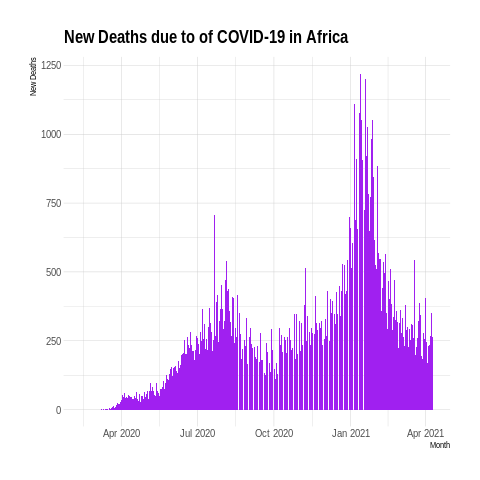 New Deaths due to of COVID-19 in Africa
New Deaths
1250
1000
750
500
250
0
Apr 2020 Jul 2020 Oct 2020 Jan 2021 Apr 2021
Month